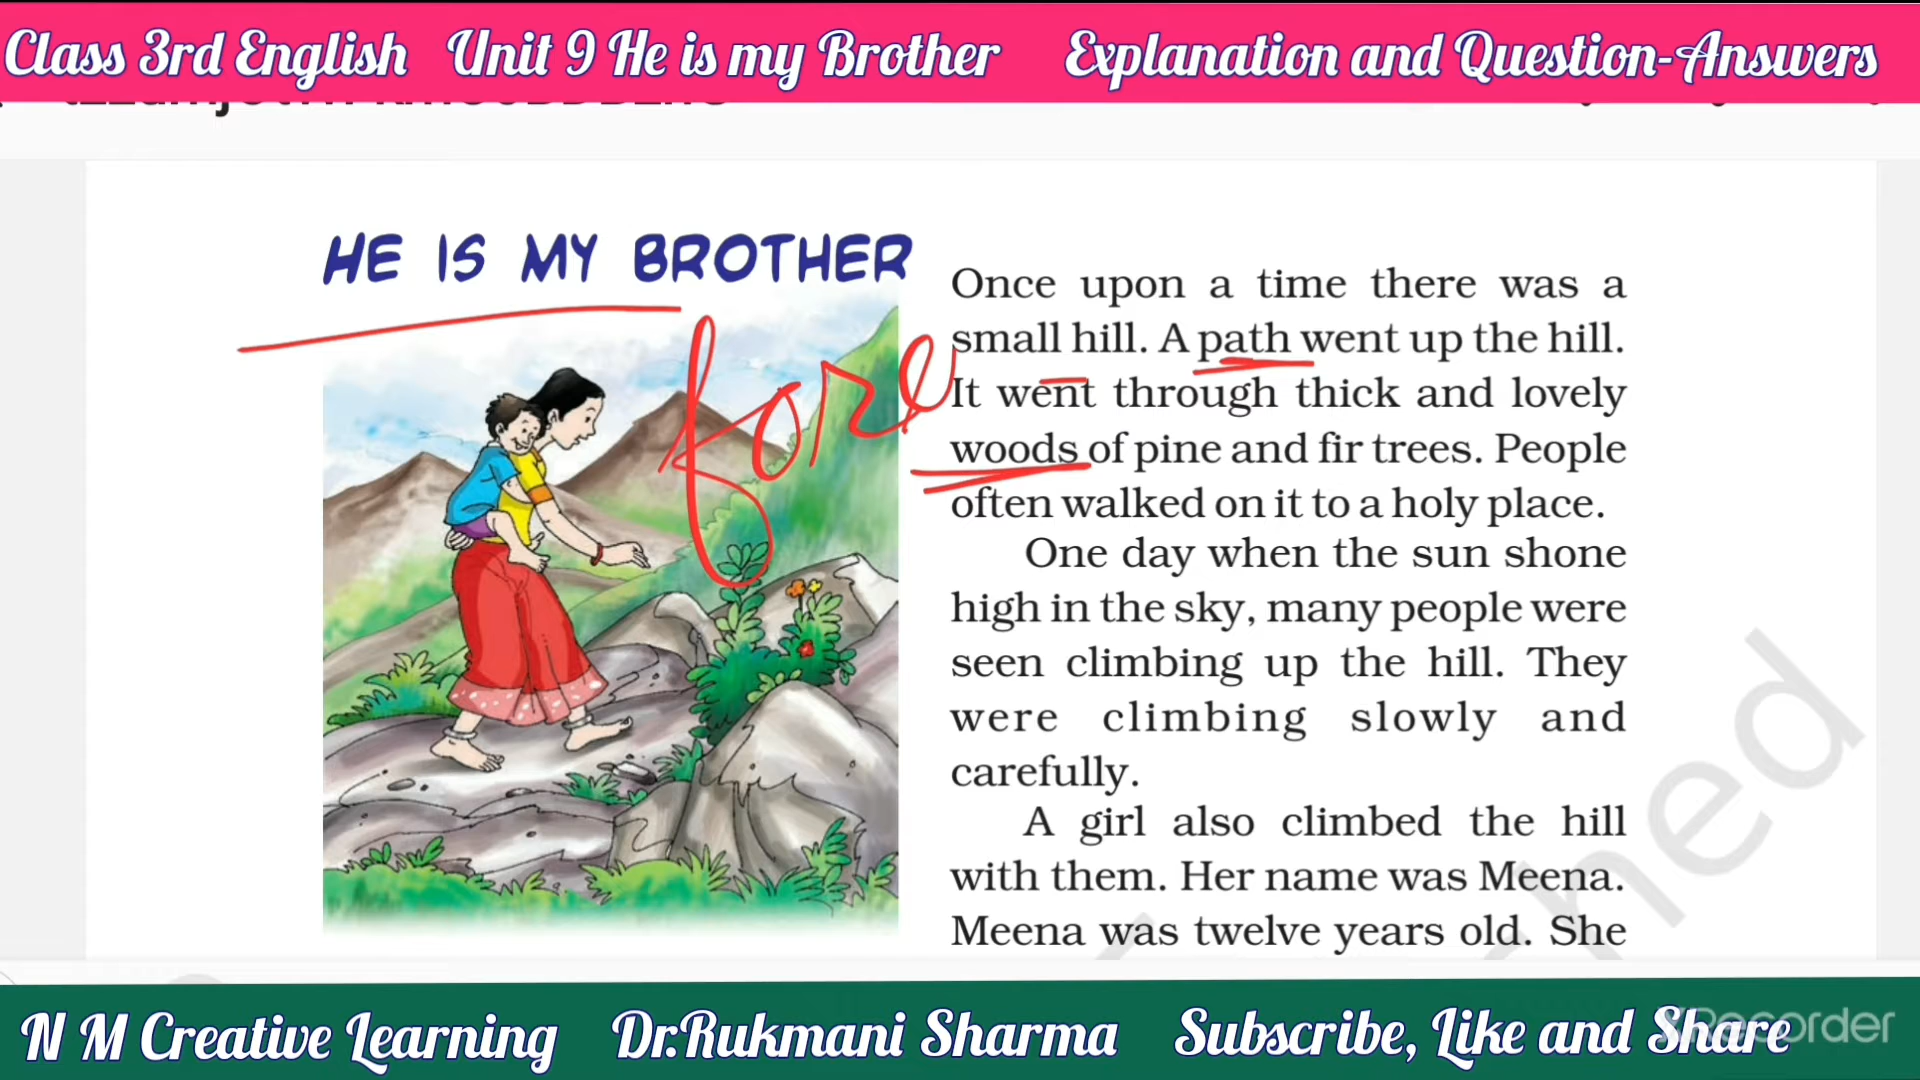 Class 3rd English Unit 9 He is my Brother Explanation and Question-Answers
HE IS MY BROTHER
fore
Once upon a time there was a
small hill. A path went up the hill.
It went through thick and lovely
woods of pine and fir trees. People
often walked on it to a holy place.
One day when the sun shone
high in the sky, many people were
seen climbing up the hill. They
were climbing slowly and
carefully.
A girl also climbed the hill
with them. Her name was Meena.
Meena was twelve years old. She
N M Creative Learning Dr.Rukmani Sharma Subscribe, Like and Share